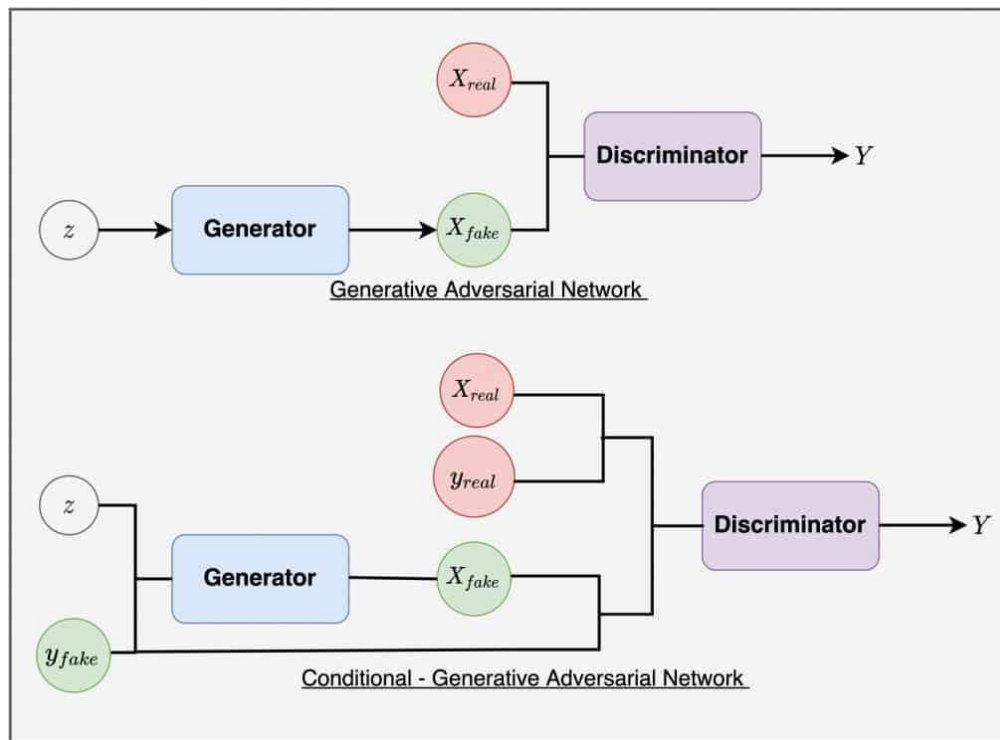 X_real
Discriminator
Y
z
Generator
X_fake
Generative Adversarial Network
X_real
y_real
z
Discriminator
Y
Generator
X_fake
y_fake
Conditional - Generative Adversarial Network